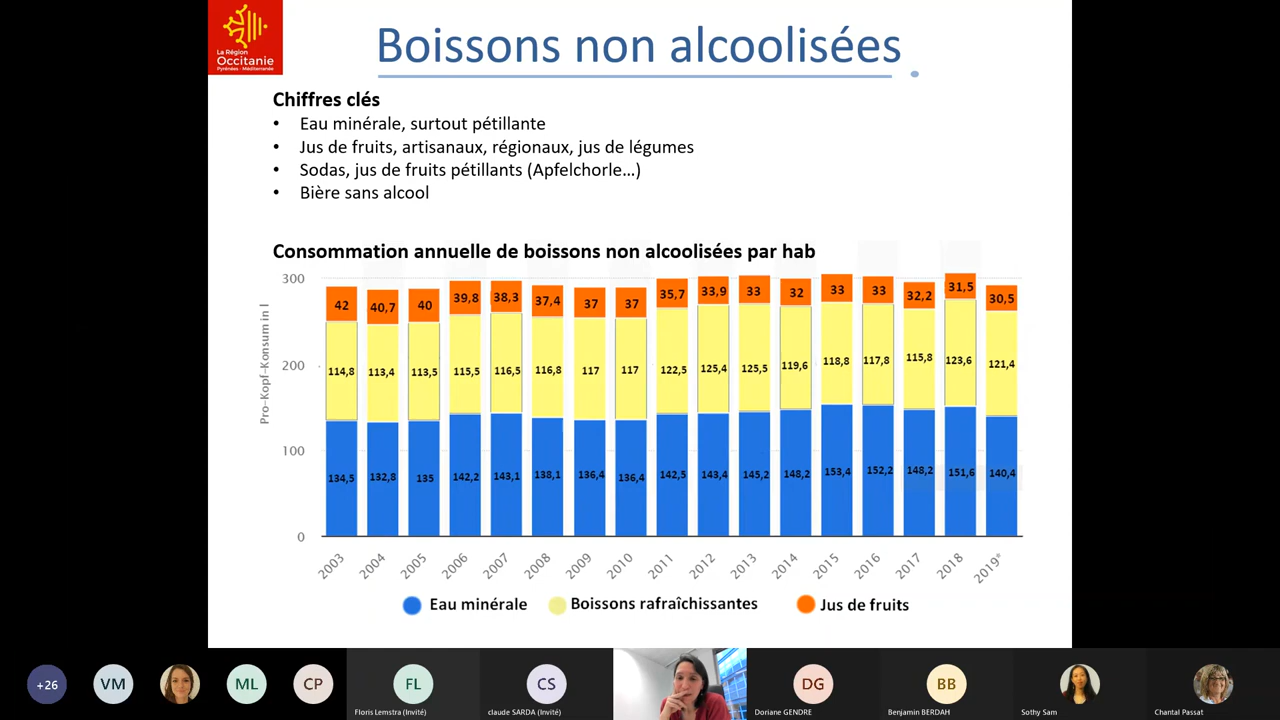 La Région
Occitanie
Pyrénées - Méditerranée
Boissons non alcoolisées
Chiffres clés
• Eau minérale, surtout pétillante
• Jus de fruits, artisanaux, régionaux, jus de légumes
• Sodas, jus de fruits pétillants (Apfelchorle...)
• Bière sans alcool
Consommation annuelle de boissons non alcoolisées par hab
Pro-Kopf-Konsum in l
300
200
100
0
42 40,7 40 39,8 38,3 37,4 37 37 35,7 33,9 33 32 33 33 32,2 31,5 30,5
114,8 113,4 113,5 115,5 116,5 116,8 117 117 122,5 125,4 125,5 119,6 118,8 117,8 115,8 123,6 121,4
134,5 132,8 135 142,2 143,1 138,1 136,4 136,4 142,5 143,4 145,2 148,2 153,4 152,2 148,2 151,6 140,4
2003 2004 2005 2006 2007 2008 2009 2010 2011 2012 2013 2014 2015 2016 2017 2018 2019*
Eau minérale Boissons rafraîchissantes Jus de fruits
+26 VM ML CP FL CS DG BB
Floris Lemstra (Invité) claude SARDA (Invité) Doriane GENDRE Benjamin BERDAH Sothy Sam Chantal Passat